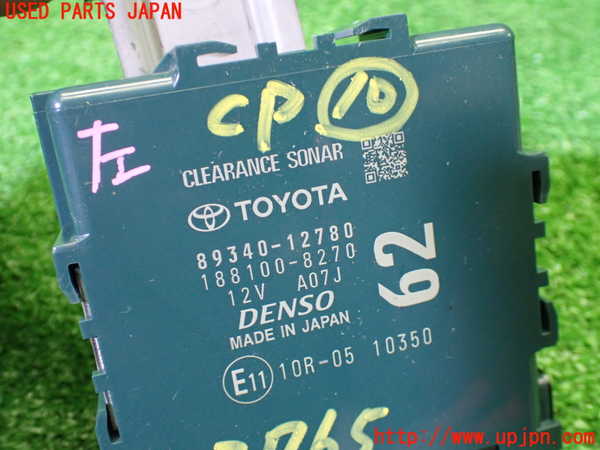 USED PARTS JAPAN
CP 10
左
CLEARANCE SONAR
TOYOTA
89340-12780
188100-8270
12V A07J
DENSO
MADE IN JAPAN
62
E11 10R-05 10350
http://www.upjpn.com